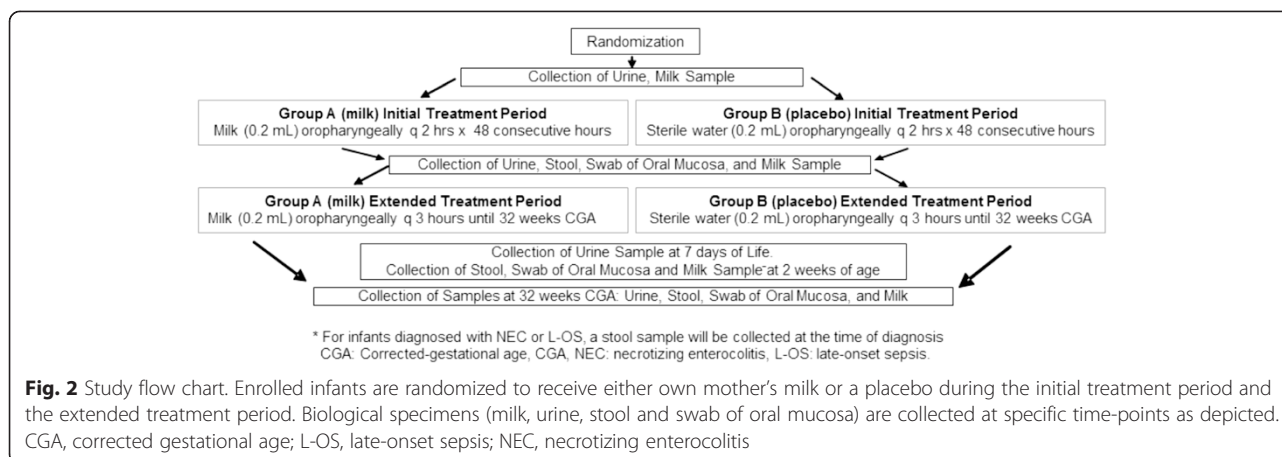 Randomization
Collection of Urine, Milk Sample
Group A (milk) Initial Treatment Period
Milk (0.2 mL) oropharyngeally q 2 hrs x 48 consecutive hours
Group B (placebo) Initial Treatment Period
Sterile water (0.2 mL) oropharyngeally q 2 hrs x 48 consecutive hours
Collection of Urine, Stool, Swab of Oral Mucosa, and Milk Sample
Group A (milk) Extended Treatment Period
Milk (0.2 mL) oropharyngeally q 3 hours until 32 weeks CGA
Group B (placebo) Extended Treatment Period
Sterile water (0.2 mL) oropharyngeally q 3 hours until 32 weeks CGA
Collection of Urine Sample at 7 days of Life.
Collection of Stool, Swab of Oral Mucosa and Milk Sample* at 2 weeks of age
Collection of Samples at 32 weeks CGA: Urine, Stool, Swab of Oral Mucosa, and Milk
* For infants diagnosed with NEC or L-OS, a stool sample will be collected at the time of diagnosis
CGA: Corrected-gestational age, CGA, NEC: necrotizing enterocolitis, L-OS: late-onset sepsis.
Fig. 2 Study flow chart. Enrolled infants are randomized to receive either own mother's milk or a placebo during the initial treatment period and
the extended treatment period. Biological specimens (milk, urine, stool and swab of oral mucosa) are collected at specific time-points as depicted.
CGA, corrected gestational age; L-OS, late-onset sepsis; NEC, necrotizing enterocolitis